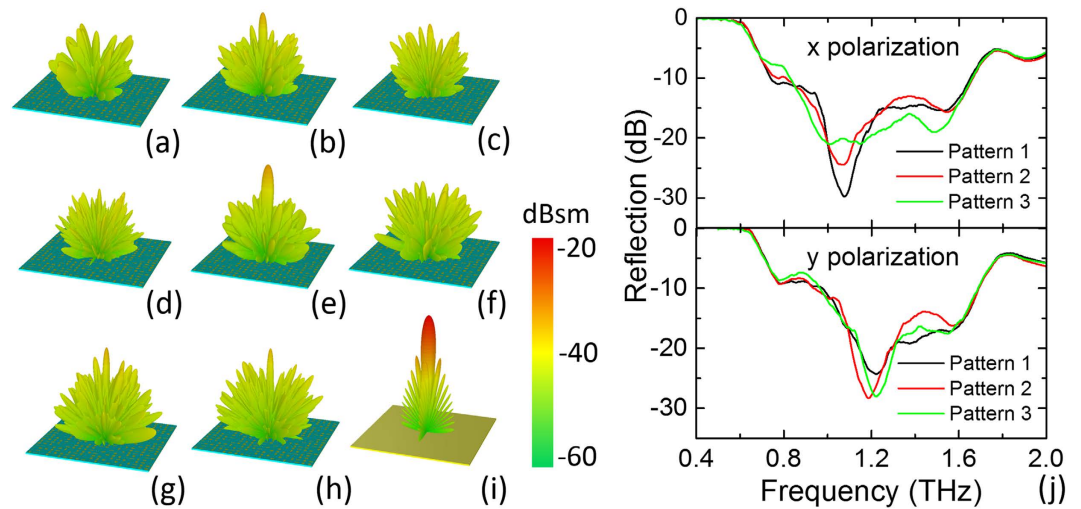 (a)
(b)
(c)
(d)
(e)
(f)
(g)
(h)
(i)
dBsm
-20
-40
-60
Reflection (dB)
0
-10
-20
-30
x polarization
Pattern 1
Pattern 2
Pattern 3
0
-10
-20
-30
y polarization
Pattern 1
Pattern 2
Pattern 3
0.4 0.8 1.2 1.6 2.0
Frequency (THz)
(j)